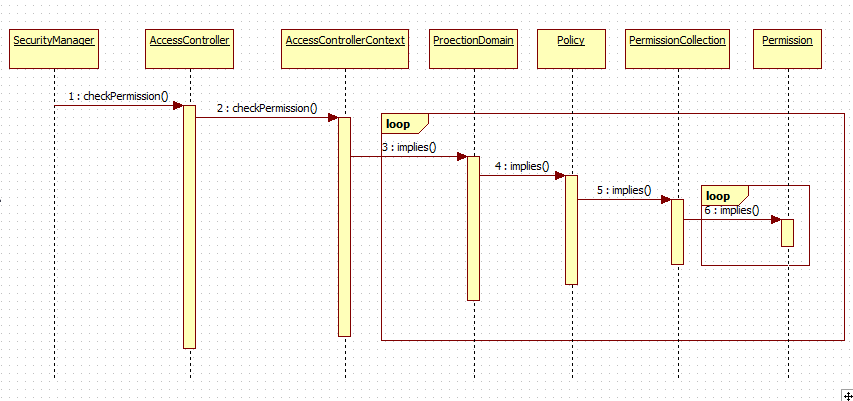 SecurityManager
AccessController
AccessControllerContext
ProectionDomain
Policy
PermissionCollection
Permission
1 : checkPermission()
2 : checkPermission()
loop
3 : implies()
4 : implies()
5 : implies()
loop
6 : implies()